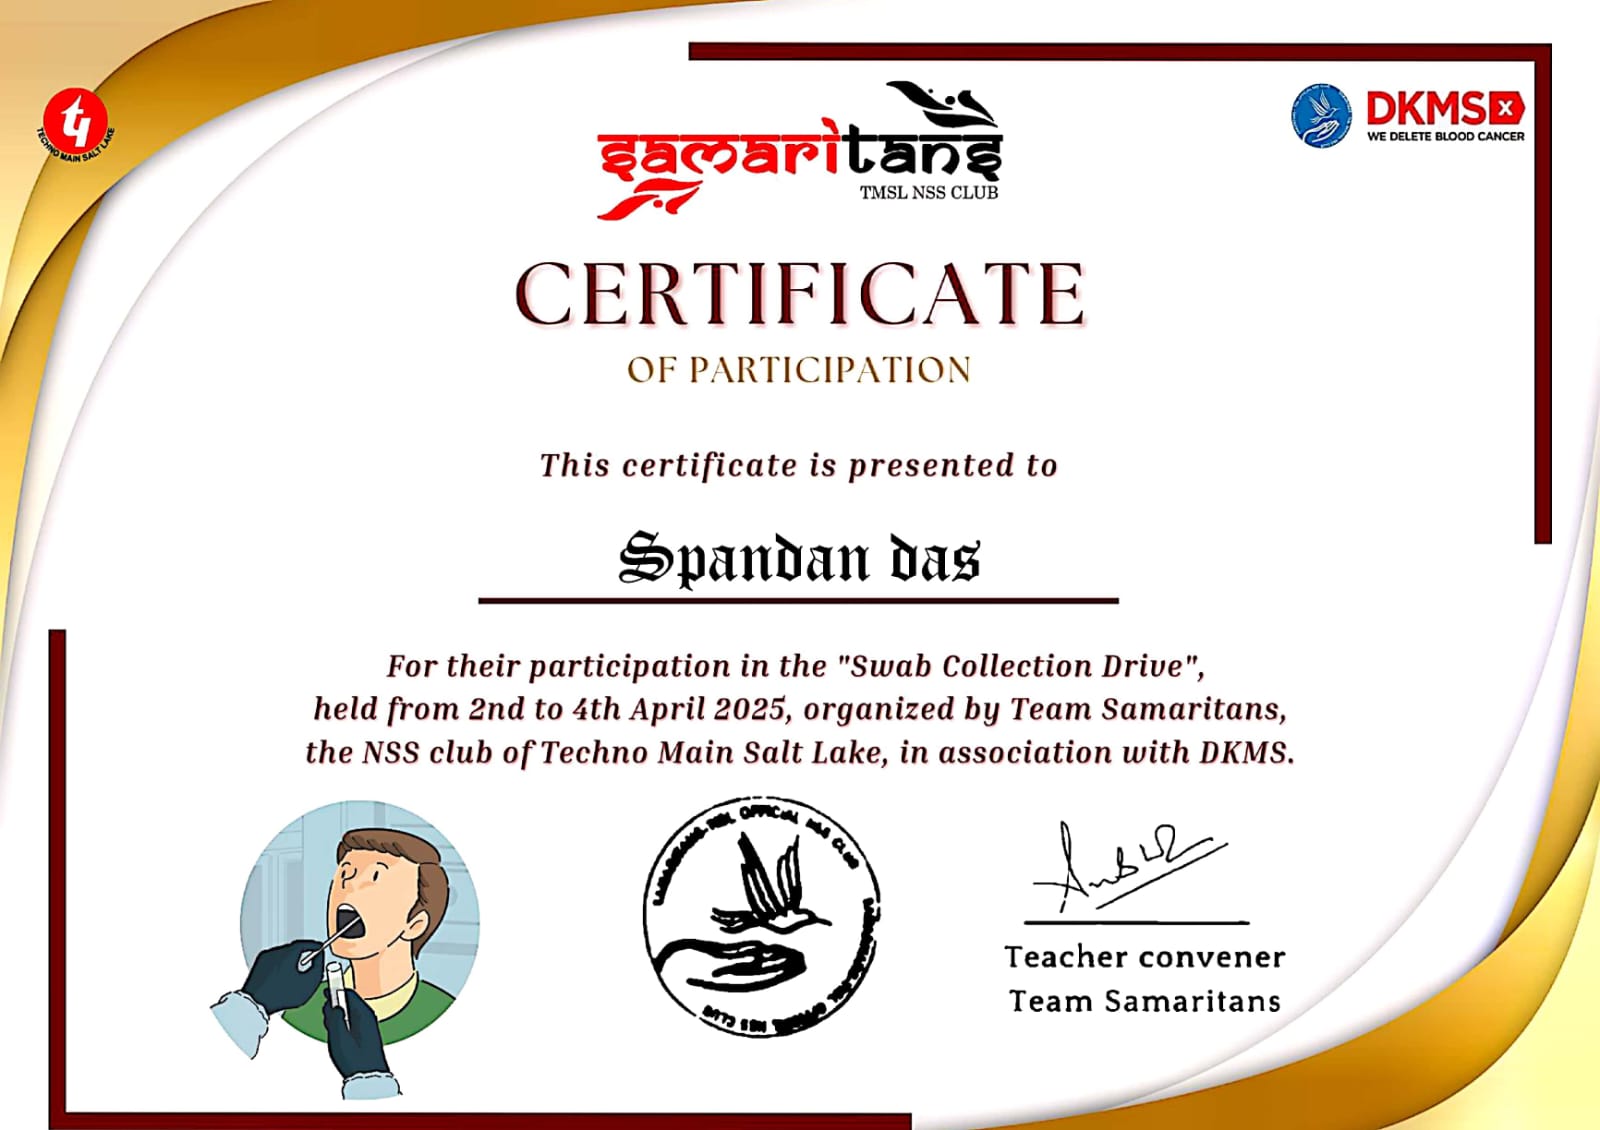 TECHNO MAIN SALT LAKE
samaritans
TMSL NSS CLUB
DKMS
WE DELETE BLOOD CANCER
CERTIFICATE
OF PARTICIPATION
This certificate is presented to
Spandan das
For their participation in the "Swab Collection Drive",
held from 2nd to 4th April 2025, organized by Team Samaritans,
the NSS club of Techno Main Salt Lake, in association with DKMS.
OFFICIAL NSS CLUB
Teacher convener
Team Samaritans